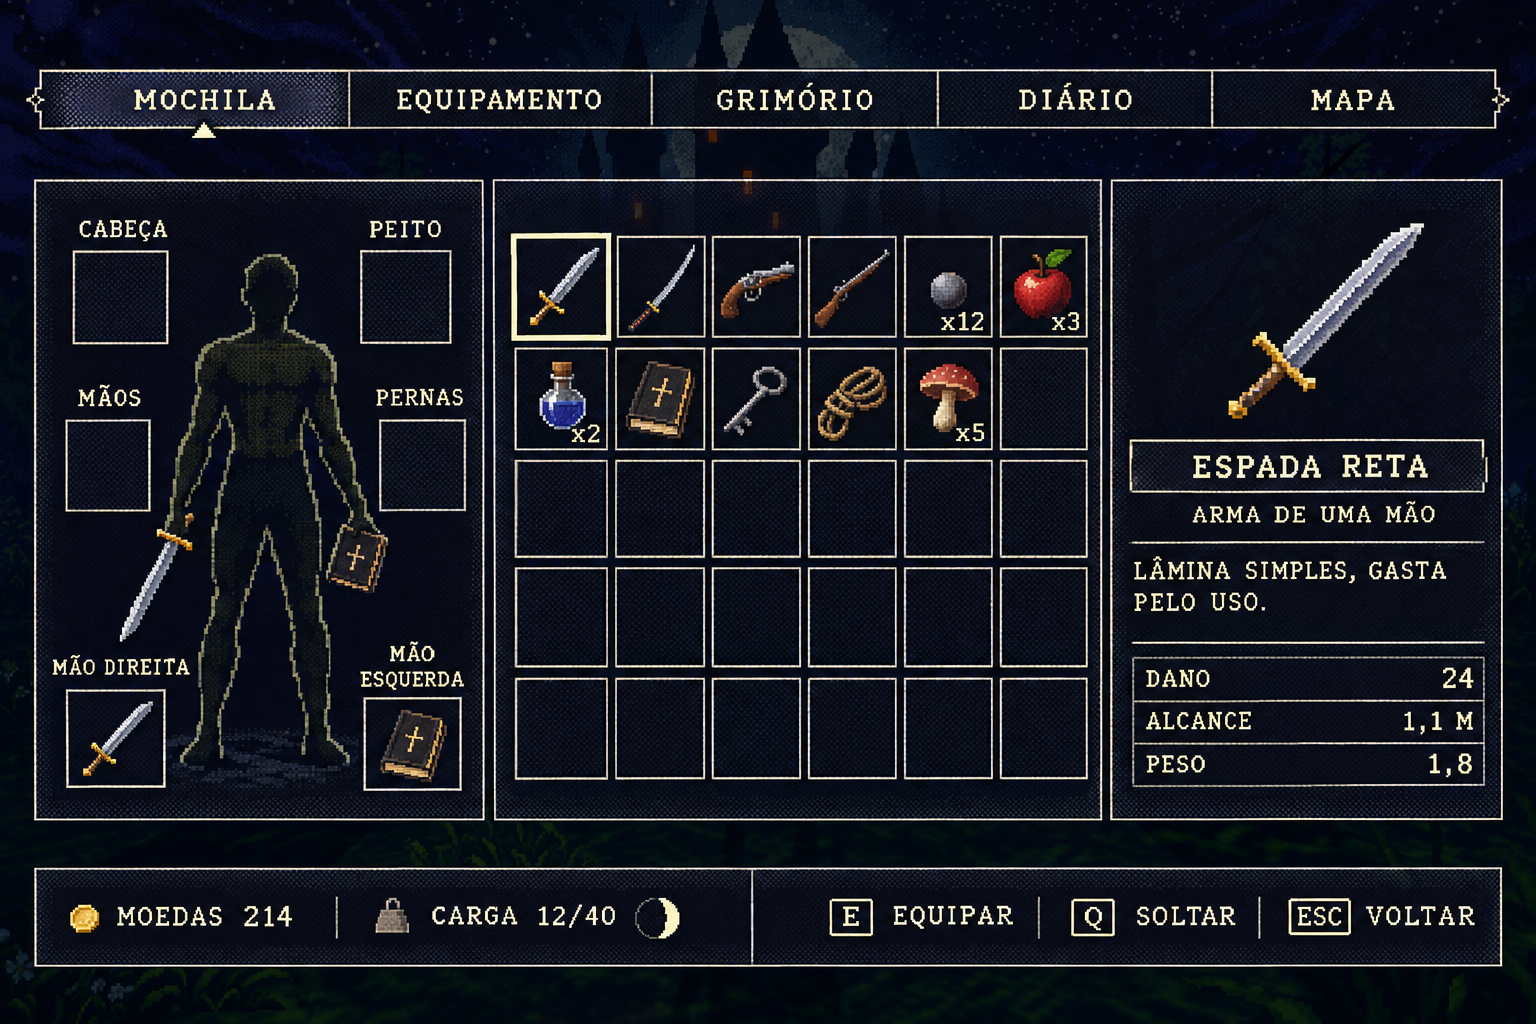 MOCHILA
EQUIPAMENTO
GRIMÓRIO
DIÁRIO
MAPA
CABEÇA
PEITO
MÃOS
PERNAS
MÃO DIREITA
MÃO
ESQUERDA
x12
x3
x2
x5
ESPADA RETA
ARMA DE UMA MÃO
LÂMINA SIMPLES, GASTA
PELO USO.
DANO 24
ALCANCE 1,1 M
PESO 1,8
MOEDAS 214
CARGA 12/40
E EQUIPAR
Q SOLTAR
ESC VOLTAR